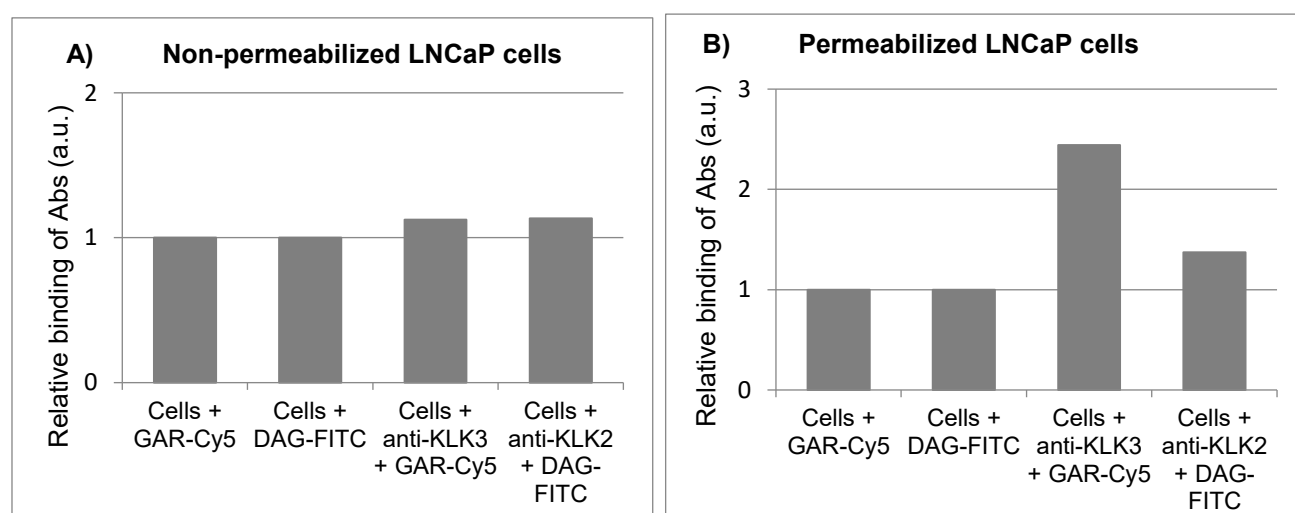 A) Non-permeabilized LNCaP cells
Relative binding of Abs (a.u.)
2
1
0
Cells +
GAR-Cy5
Cells +
DAG-FITC
Cells +
anti-KLK3
+ GAR-Cy5
Cells +
anti-KLK2
+ DAG-
FITC
B) Permeabilized LNCaP cells
Relative binding of Abs (a.u.)
3
2
1
0
Cells +
GAR-Cy5
Cells +
DAG-FITC
Cells +
anti-KLK3
+ GAR-Cy5
Cells +
anti-KLK2
+ DAG-
FITC